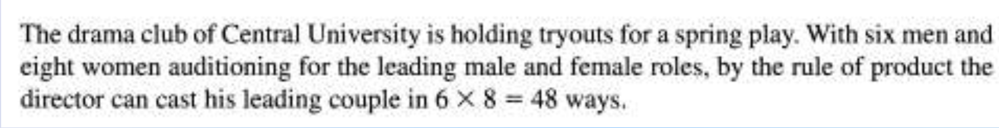 The drama club of Central University is holding tryouts for a spring play. With six men and
eight women auditioning for the leading male and female roles, by the rule of product the
director can cast his leading couple in 6 × 8 = 48 ways.